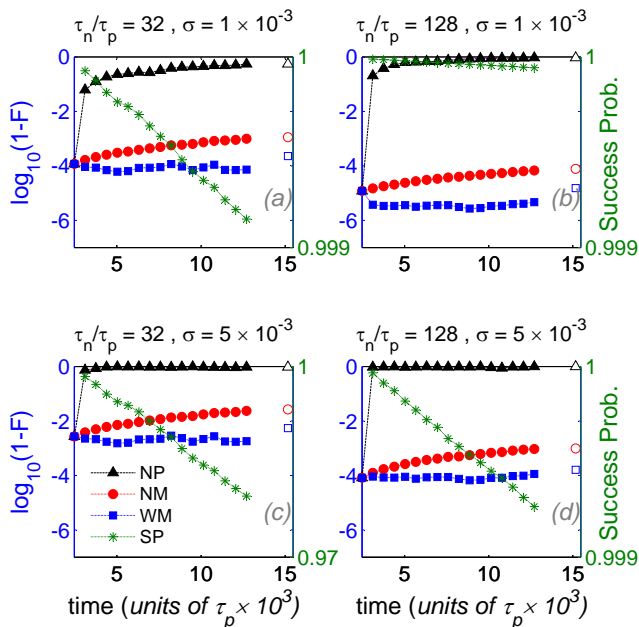 τn/τp = 32 , σ = 1 × 10-3
τn/τp = 128 , σ = 1 × 10-3
0
-2
-4
-6
log10(1-F)
5
10
15
1
0.999
(a)
0
-2
-4
-6
5
10
15
1
0.999
Success Prob.
(b)
τn/τp = 32 , σ = 5 × 10-3
τn/τp = 128 , σ = 5 × 10-3
0
-2
-4
-6
log10(1-F)
NP
NM
WM
SP
5
10
15
1
0.97
(c)
time (units of τp× 103)
0
-2
-4
-6
5
10
15
1
0.999
Success Prob.
(d)
time (units of τp× 103)